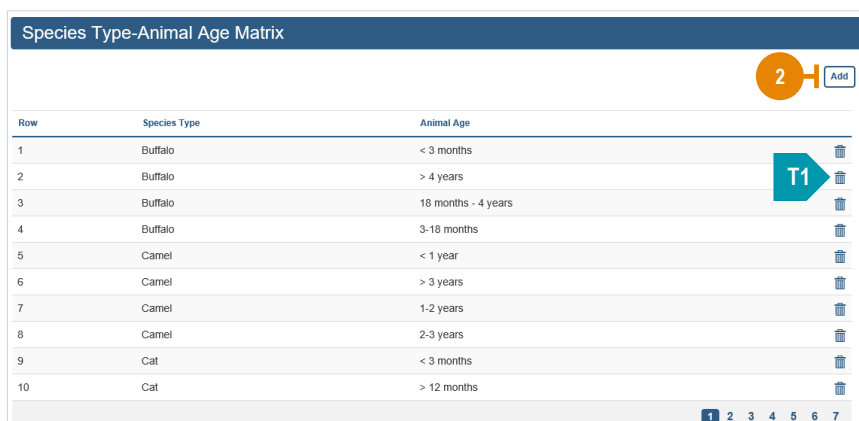 Species Type-Animal Age Matrix
2 Add
Row Species Type Animal Age
1 Buffalo < 3 months
2 Buffalo > 4 years T1
3 Buffalo 18 months - 4 years
4 Buffalo 3-18 months
5 Camel < 1 year
6 Camel > 3 years
7 Camel 1-2 years
8 Camel 2-3 years
9 Cat < 3 months
10 Cat > 12 months
1 2 3 4 5 6 7